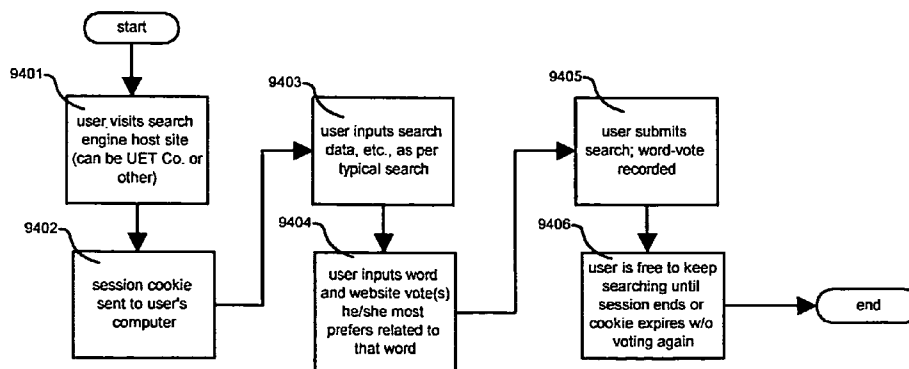 start
9401
user visits search
engine host site
(can be UET Co. or
other)
9402
session cookie
sent to user's
computer
9403
user inputs search
data, etc., as per
typical search
9404
user inputs word
and website vote(s)
he/she most
prefers related to
that word
9405
user submits
search; word-vote
recorded
9406
user is free to keep
searching until
session ends or
cookie expires w/o
voting again
end